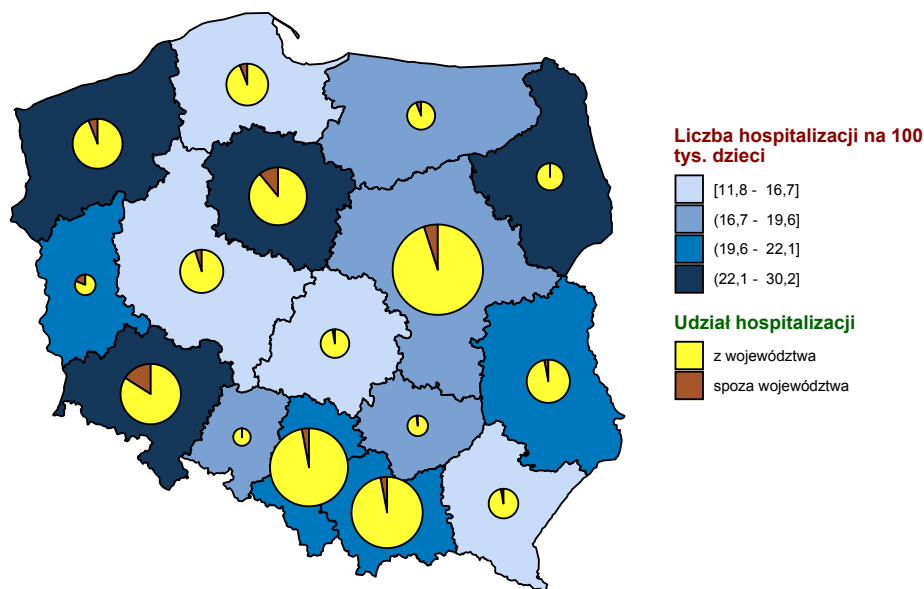 Liczba hospitalizacji na 100
tys. dzieci
[11,8 - 16,7]
(16,7 - 19,6]
(19,6 - 22,1]
(22,1 - 30,2]
Udział hospitalizacji
z województwa
spoza województwa